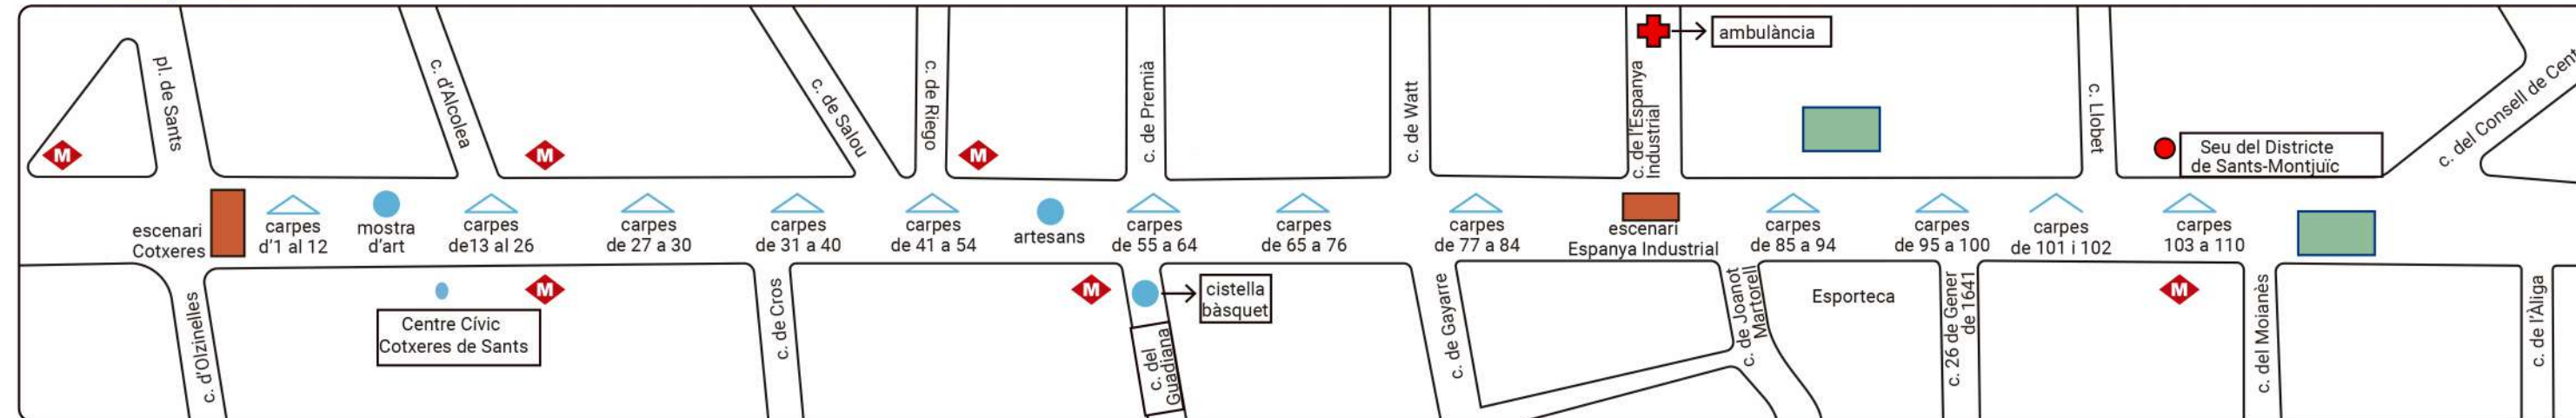 pl. de Sants
c. d'Alcolea
c. de Salou
c. de Riego
c. de Premià
c. de Watt
c. de l'Espanya
Industrial
ambulància
c. Llobet
Seu del Districte
de Sants-Montjuïc
c. del Consell de Cent
M
M
M
escenari
Cotxeres
carpes
d'1 al 12
mostra
d'art
carpes
de13 al 26
carpes
de 27 a 30
carpes
de 31 a 40
carpes
de 41 a 54
artesans
carpes
de 55 a 64
carpes
de 65 a 76
carpes
de 77 a 84
escenari
Espanya Industrial
carpes
de 85 a 94
carpes
de 95 a 100
carpes
de 101 i 102
carpes
103 a 110
c. d'Olzinelles
Centre Cívic
Cotxeres de Sants
M
c. de Cros
M
cistella
bàsquet
c. del
Guadiana
c. de Gayarre
c. de Joanot
Martorell
Esporteca
c. 26 de Gener
de 1641
M
c. del Moianès
c. de l'Àliga